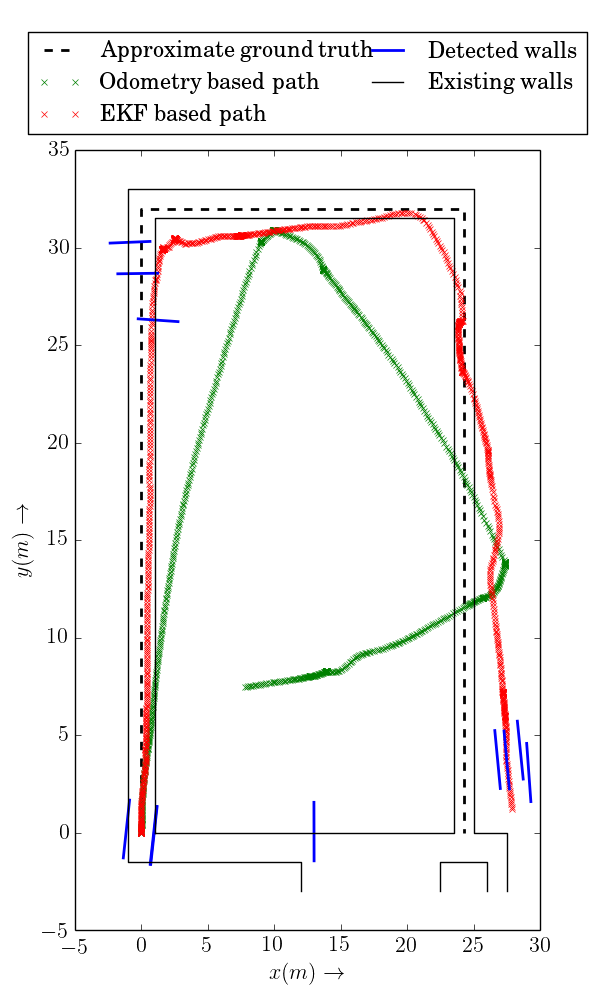 Approximate ground truth
Detected walls
Odometry based path
Existing walls
EKF based path
35
30
25
20
15
10
5
0
−5
y(m) →
−5 0 5 10 15 20 25 30
x(m) →